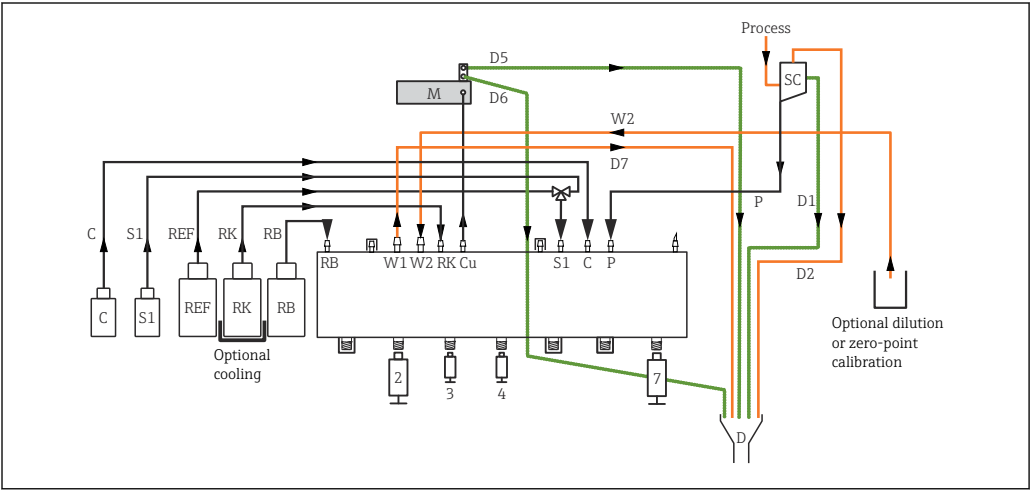 Process
D5
SC
M
D6
W2
D7
P
D1
C
S1
REF
RK
RB
RB
W1
W2
RK
Cu
S1
C
P
D2
C
S1
REF
RK
RB
Optional
cooling
Optional dilution
or zero-point
calibration
2
3
4
7
D